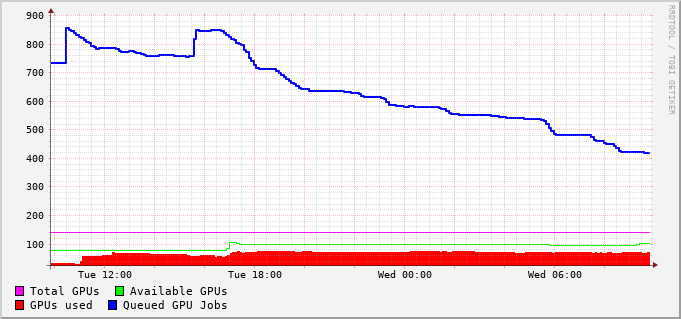 900
800
700
600
500
400
300
200
100
Tue 12:00 Tue 18:00 Wed 00:00 Wed 06:00
Total GPUs Available GPUs
GPUs used Queued GPU Jobs
RRDTOOL / TOBI OETIKER